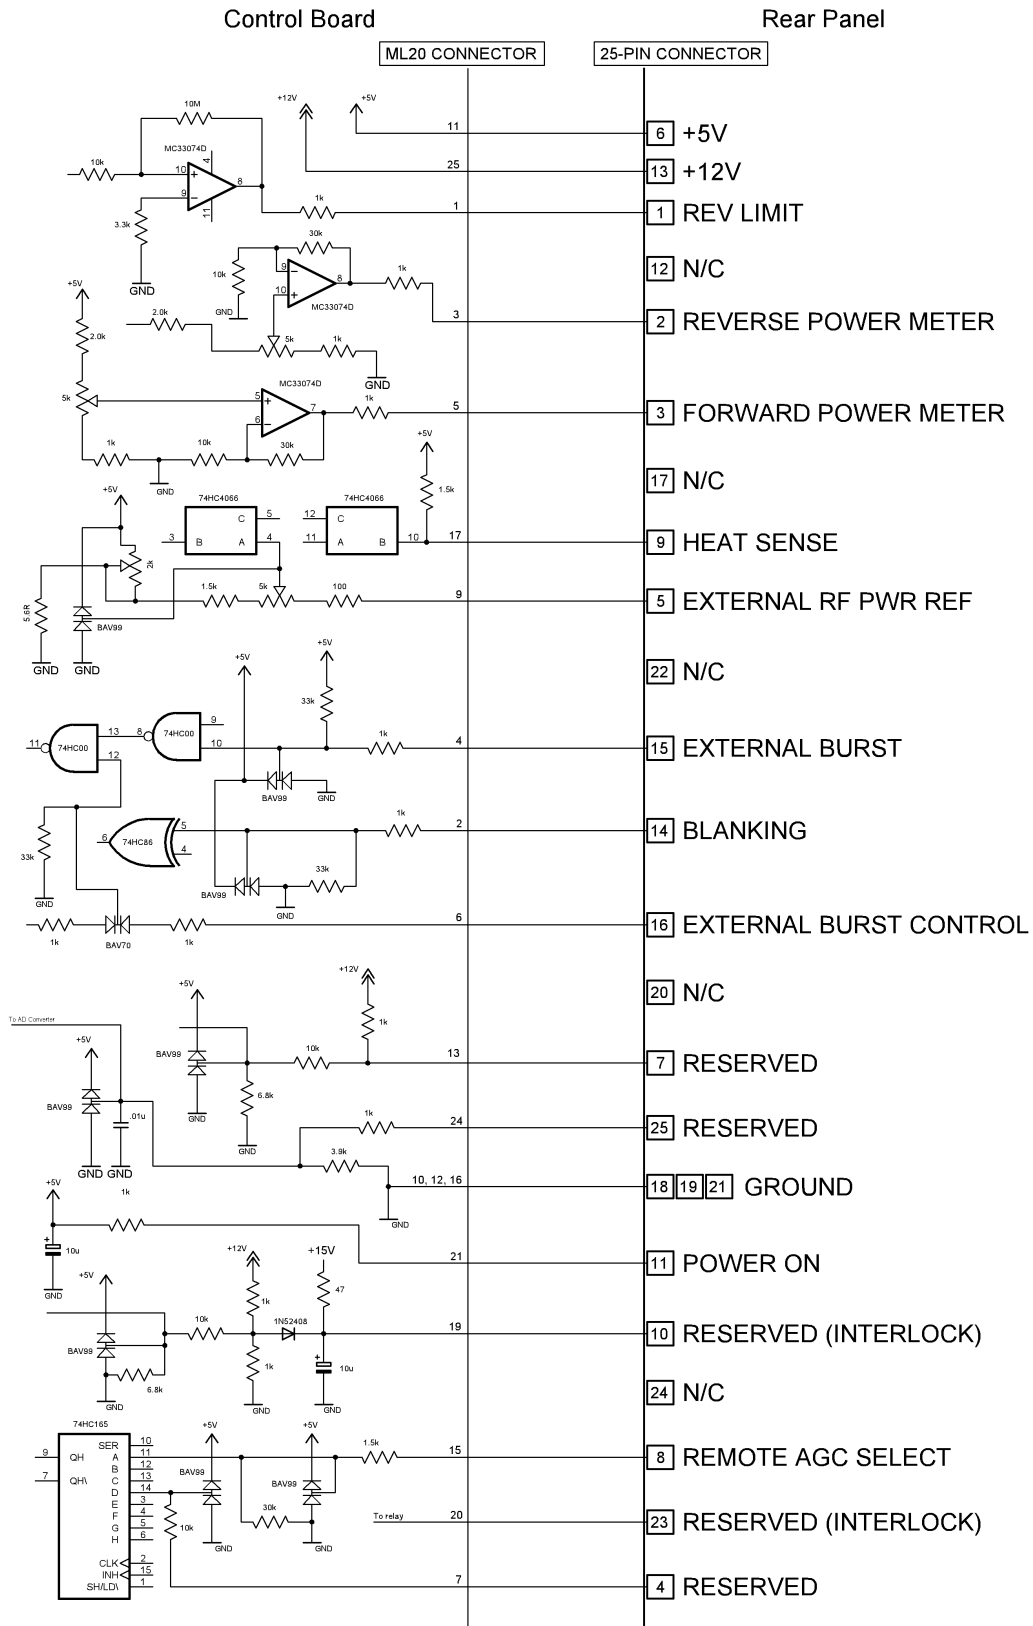 Control Board
Rear Panel
ML20 CONNECTOR
25-PIN CONNECTOR
10M
+12V
+5V
11
6 +5V
MC33074D
10k
4
10
+
8
9
−
11
25
13 +12V
3.3k
1k
1
1 REV LIMIT
GND
30k
10k
9
−
8
10
+
1k
12 N/C
GND
MC33074D
+5V
2.0k
3
2 REVERSE POWER METER
2.0k
5k
1k
GND
MC33074D
5k
5
+
7
6
−
1k
5
3 FORWARD POWER METER
1k
10k
30k
+5V
GND
17 N/C
+5V
74HC4066
74HC4066
1.5k
C
5
12
C
3
B
A
4
11
A
B
10
17
9 HEAT SENSE
2k
1.5k
5k
100
9
5 EXTERNAL RF PWR REF
5.6R
BAV99
GND
GND
+5V
+5V
22 N/C
33k
9
13
8
74HC00
11
74HC00
12
10
1k
4
15 EXTERNAL BURST
BAV99
GND
1k
2
14 BLANKING
5
6
74HC86
4
33k
33k
BAV99
GND
GND
6
16 EXTERNAL BURST CONTROL
1k
BAV70
1k
+12V
+5V
20 N/C
To AD Converter
1k
+5V
BAV99
10k
13
7 RESERVED
6.8k
BAV99
.01u
GND
1k
24
25 RESERVED
GND
3.9k
GND GND
10, 12, 16
18 19 21 GROUND
+5V
1k
GND
+
10u
21
11 POWER ON
+12V
+15V
+5V
GND
1k
47
10k
1N52408
19
10 RESERVED (INTERLOCK)
BAV99
1k
+
10u
6.8k
GND
GND
GND
24 N/C
74HC165
+5V
+5V
SER
10
1.5k
15
8 REMOTE AGC SELECT
9
QH
A
11
B
12
7
QH\
C
13
BAV99
BAV99
D
14
E
3
F
4
30k
To relay
20
23 RESERVED (INTERLOCK)
G
5
10k
H
6
GND
GND
CLK
2
INH
15
SH/LD\
1
7
4 RESERVED